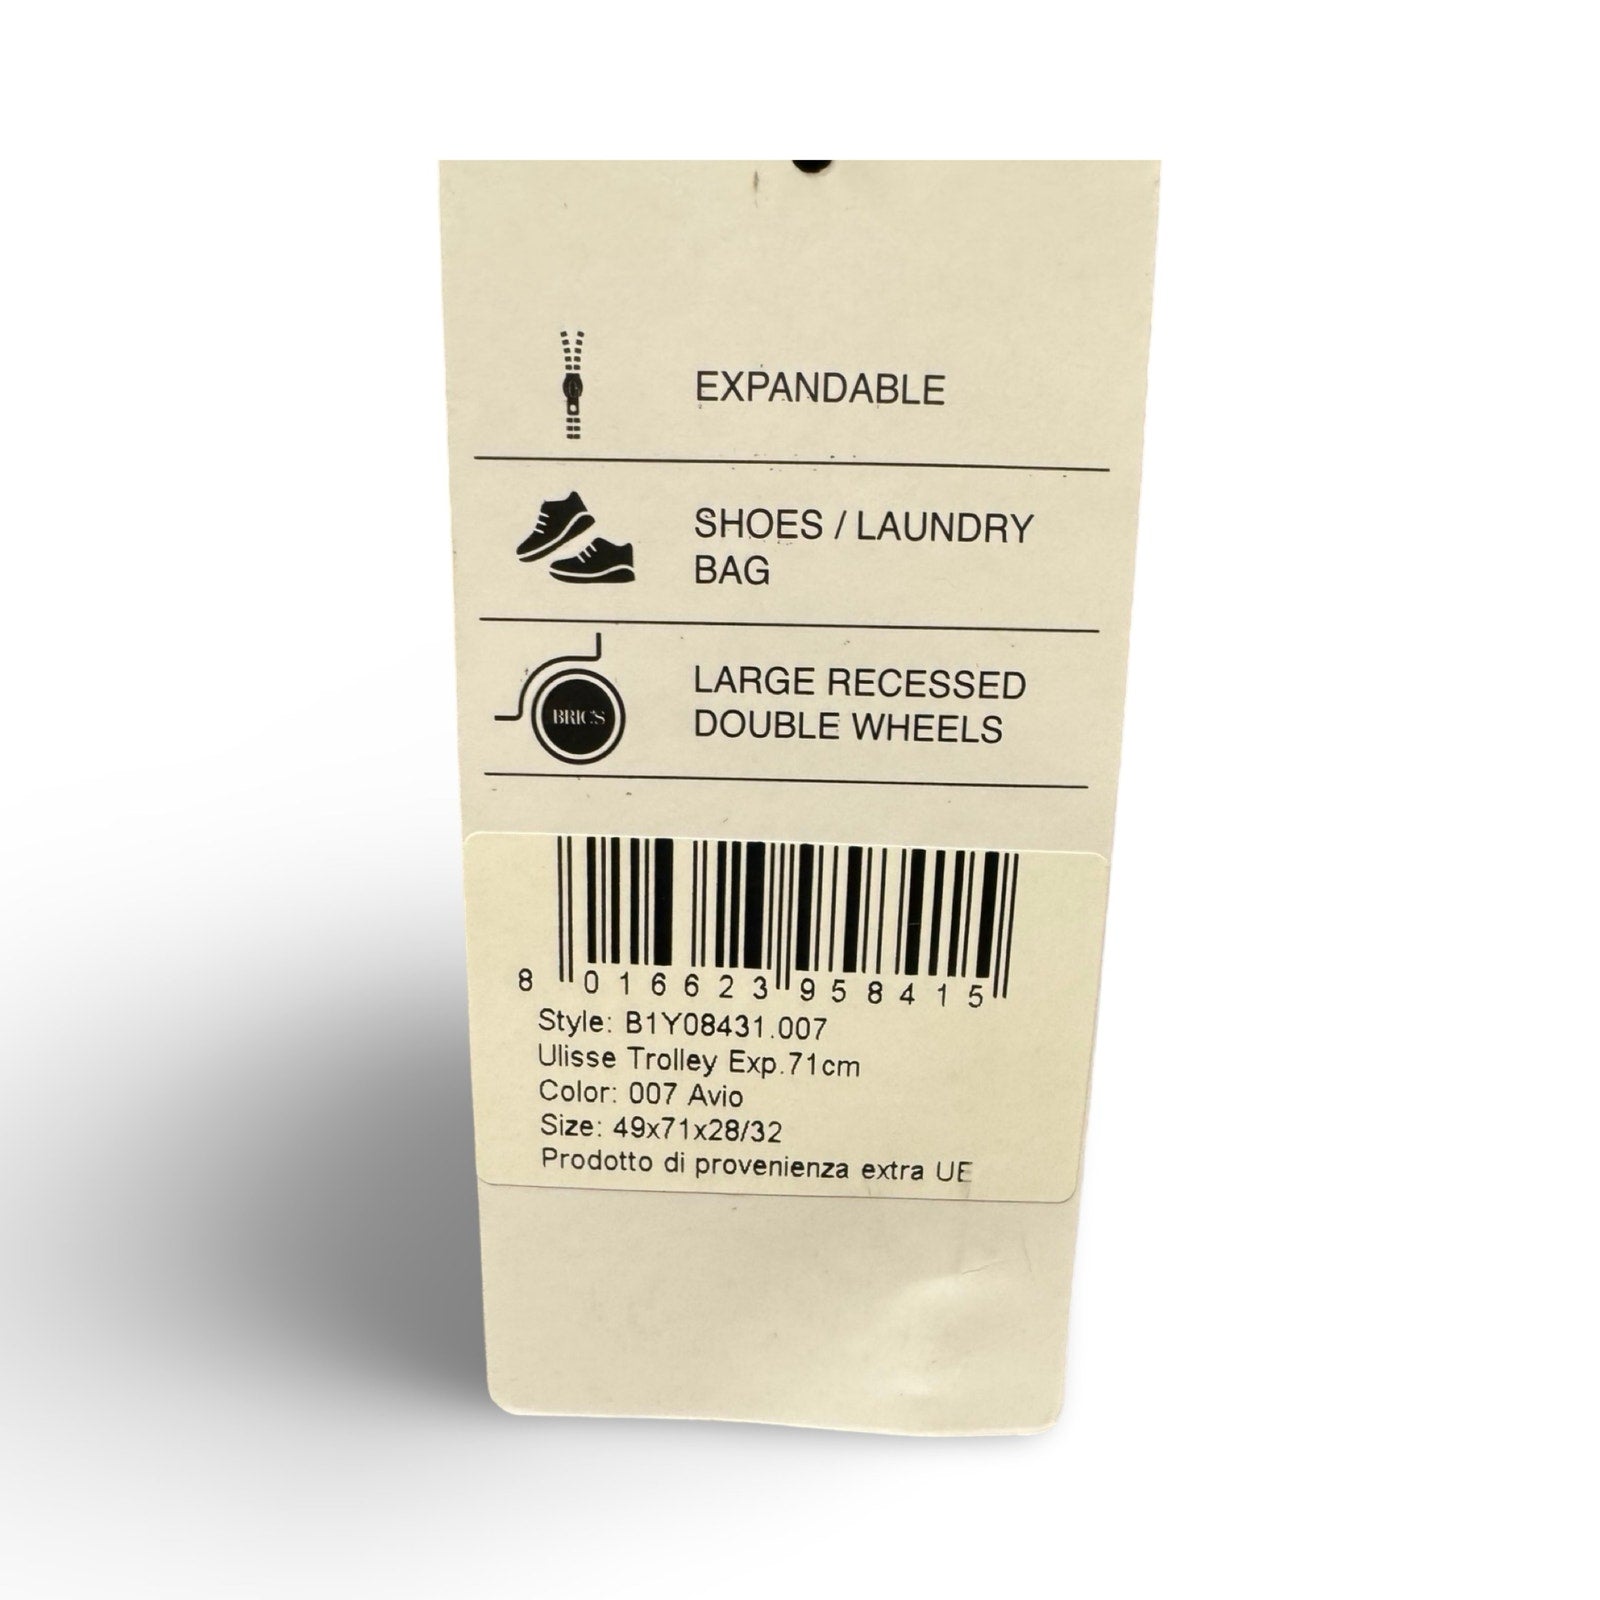 EXPANDABLE
SHOES / LAUNDRY
BAG
BRIC'S
LARGE RECESSED
DOUBLE WHEELS
8 016623 958415
Style: B1Y08431.007
Ulisse Trolley Exp.71cm
Color: 007 Avio
Size: 49x71x28/32
Prodotto di provenienza extra UE